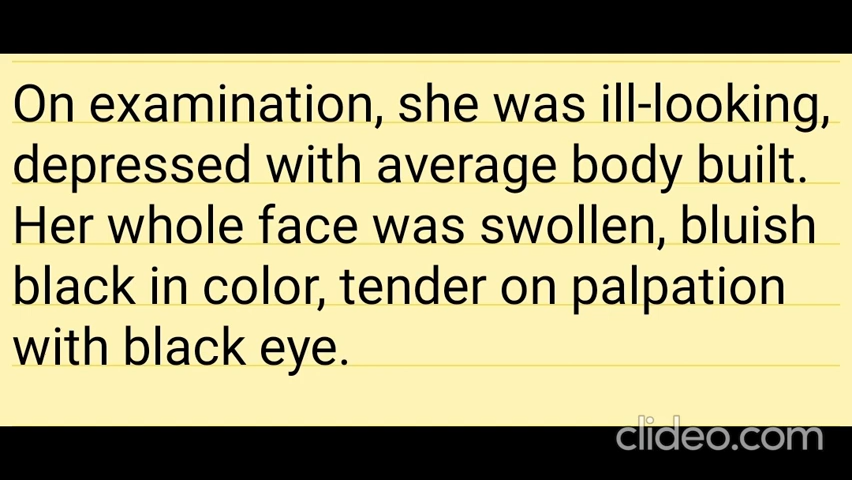 On examination, she was ill-looking,
depressed with average body built.
Her whole face was swollen, bluish
black in color, tender on palpation
with black eye.
clideo.com